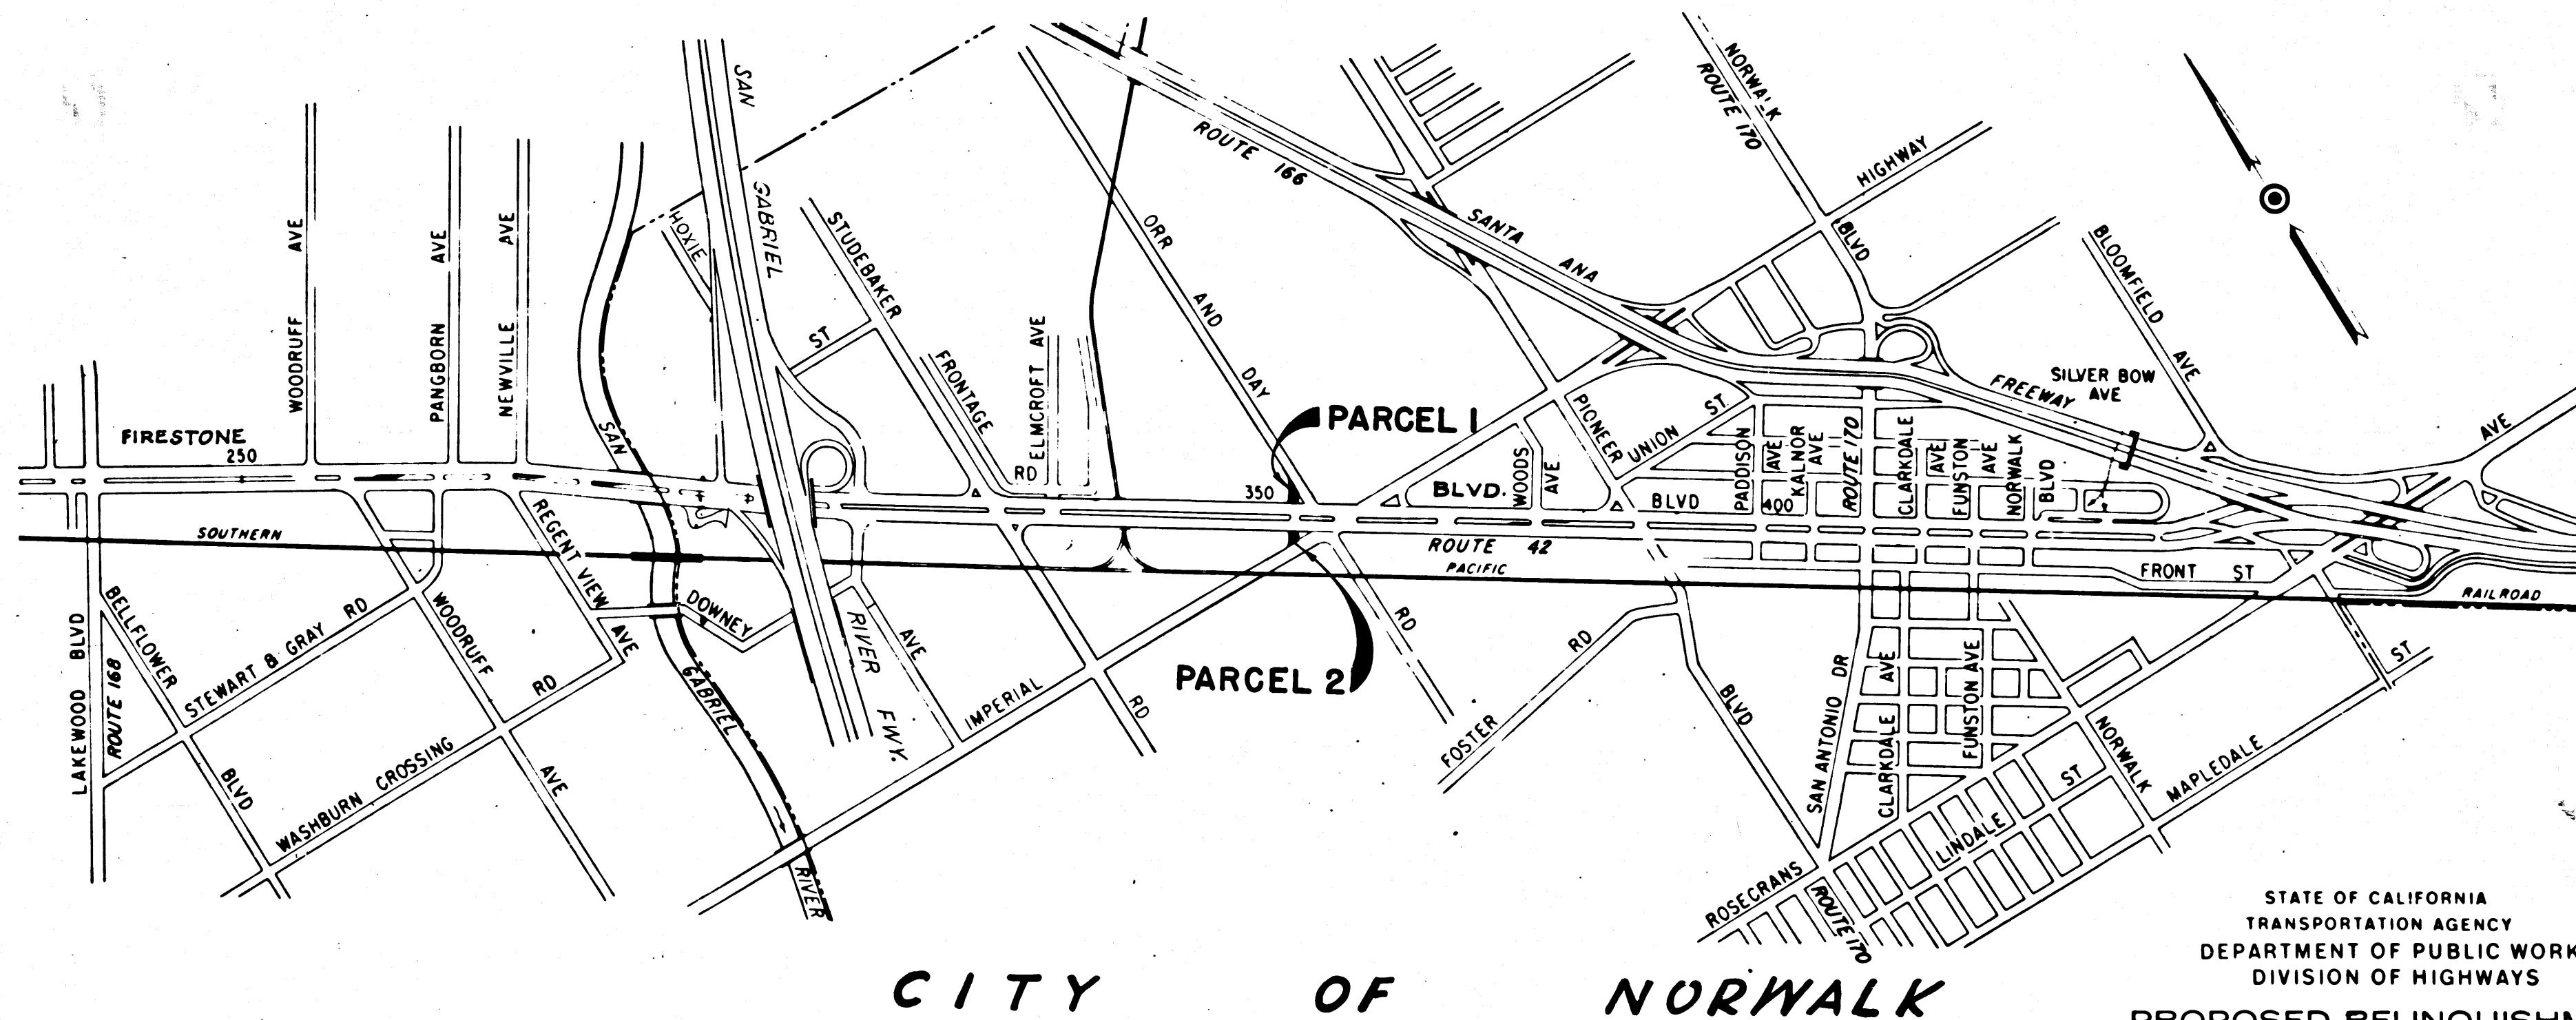 SAN
GABRIEL
NORWALK
ROUTE 170
BLVD
HIGHWAY
ROUTE 166
SANTA
ANA
FREEWAY
HOXIE
STUDEBAKER
ST
FRONTAGE
RD
ELMCROFT AVE
ORR
AND
DAY
BLOOMFIELD
AVE
SILVER BOW
AVE
AVE
WOODRUFF AVE
PANGBORN AVE
NEWVILLE AVE
SAN
FIRESTONE
250
350
PARCEL 1
BLVD.
WOODS
AVE
PIONEER
UNION ST
BLVD
PADDISON
AVE
400
KALNOR
AVE
ROUTE 170
CLARKDALE
AVE
FUNSTON
AVE
NORWALK
BLVD
SOUTHERN
ROUTE 42
PACIFIC
FRONT ST
RAILROAD
REGENT VIEW
AVE
DOWNEY
LAKEWOOD BLVD
BELLFLOWER
BLVD
ROUTE 168
STEWART & GRAY RD
WOODRUFF
AVE
WASHBURN CROSSING
RD
GABRIEL
RIVER
RIVER
FWY.
AVE
IMPERIAL
RD
PARCEL 2
RD
FOSTER
RD
BLVD
SAN ANTONIO DR
CLARKDALE AVE
FUNSTON AVE
NORWALK
MAPLEDALE
ST
LINDALE
ST
ROSECRANS
ROUTE 170
STATE OF CALIFORNIA
TRANSPORTATION AGENCY
DEPARTMENT OF PUBLIC WORK
DIVISION OF HIGHWAYS
CITY OF NORWALK
PROPOSED RELINQUISHM